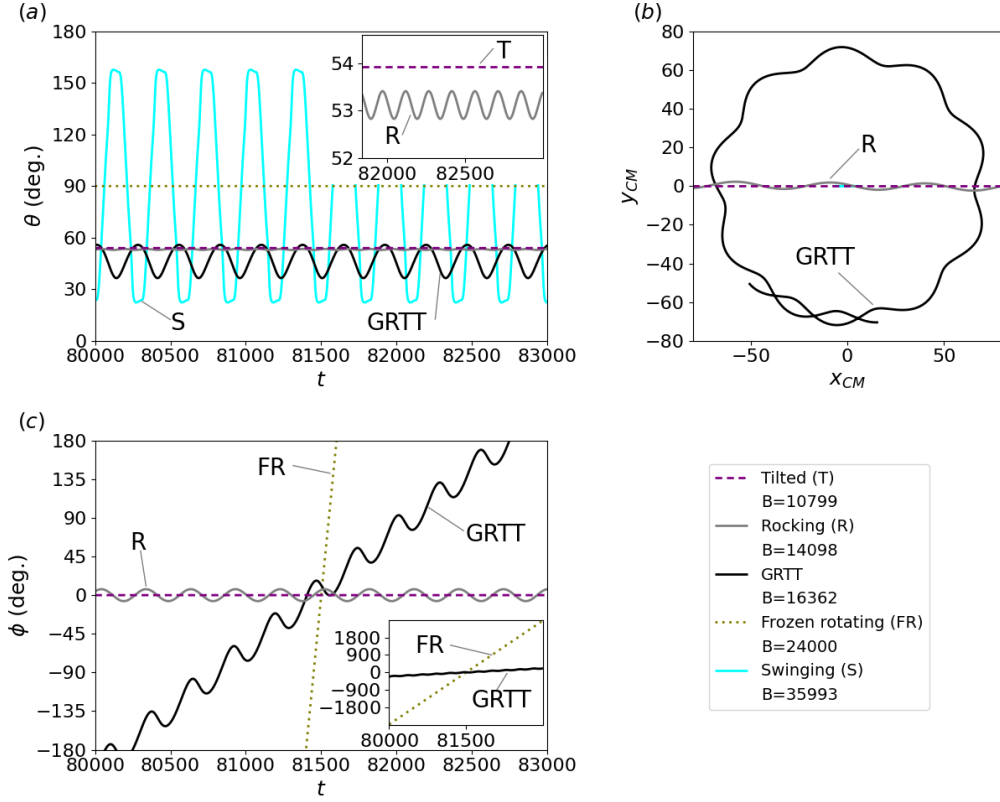 (a)
θ (deg.)
180
150
120
90
60
30
0
80000 80500 81000 81500 82000 82500 83000
t
S
GRTT
54
53
52
82000 82500
T
R
(b)
y_CM
80
60
40
20
0
−20
−40
−60
−80
−50 0 50
x_CM
R
GRTT
(c)
ϕ (deg.)
180
135
90
45
0
−45
−90
−135
−180
80000 80500 81000 81500 82000 82500 83000
t
FR
R
GRTT
1800
900
0
−900
−1800
80000 81500
FR
GRTT
Tilted (T)
B=10799
Rocking (R)
B=14098
GRTT
B=16362
Frozen rotating (FR)
B=24000
Swinging (S)
B=35993